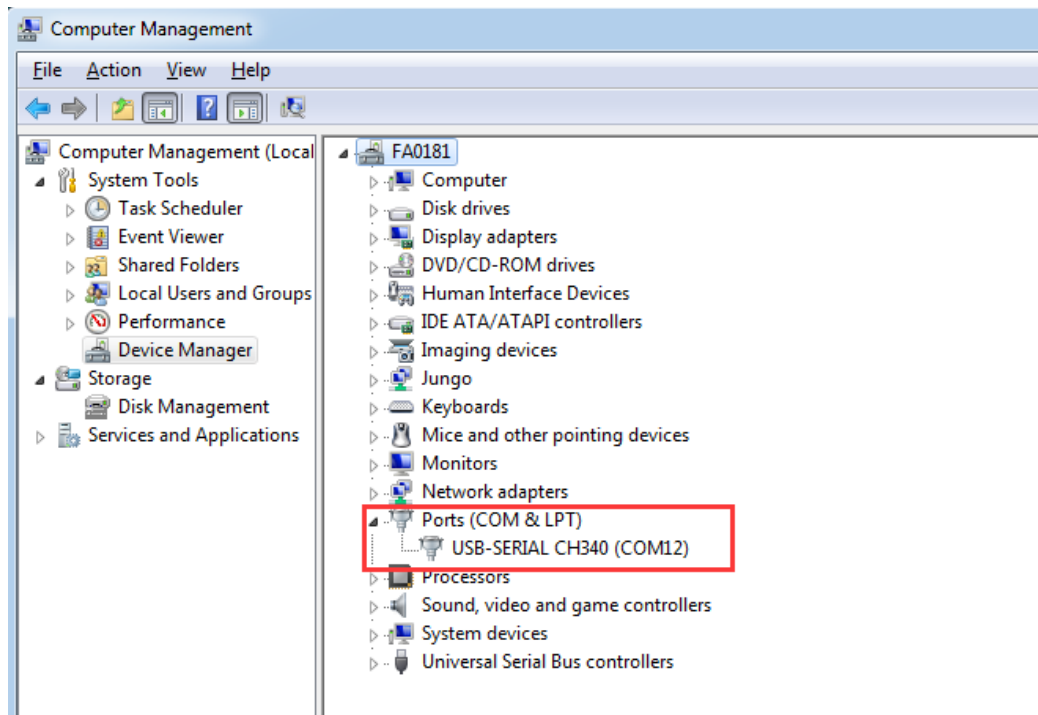 Computer Management
File Action View Help
Computer Management (Local
System Tools
Task Scheduler
Event Viewer
Shared Folders
Local Users and Groups
Performance
Device Manager
Storage
Disk Management
Services and Applications
FA0181
Computer
Disk drives
Display adapters
DVD/CD-ROM drives
Human Interface Devices
IDE ATA/ATAPI controllers
Imaging devices
Jungo
Keyboards
Mice and other pointing devices
Monitors
Network adapters
Ports (COM & LPT)
USB-SERIAL CH340 (COM12)
Processors
Sound, video and game controllers
System devices
Universal Serial Bus controllers